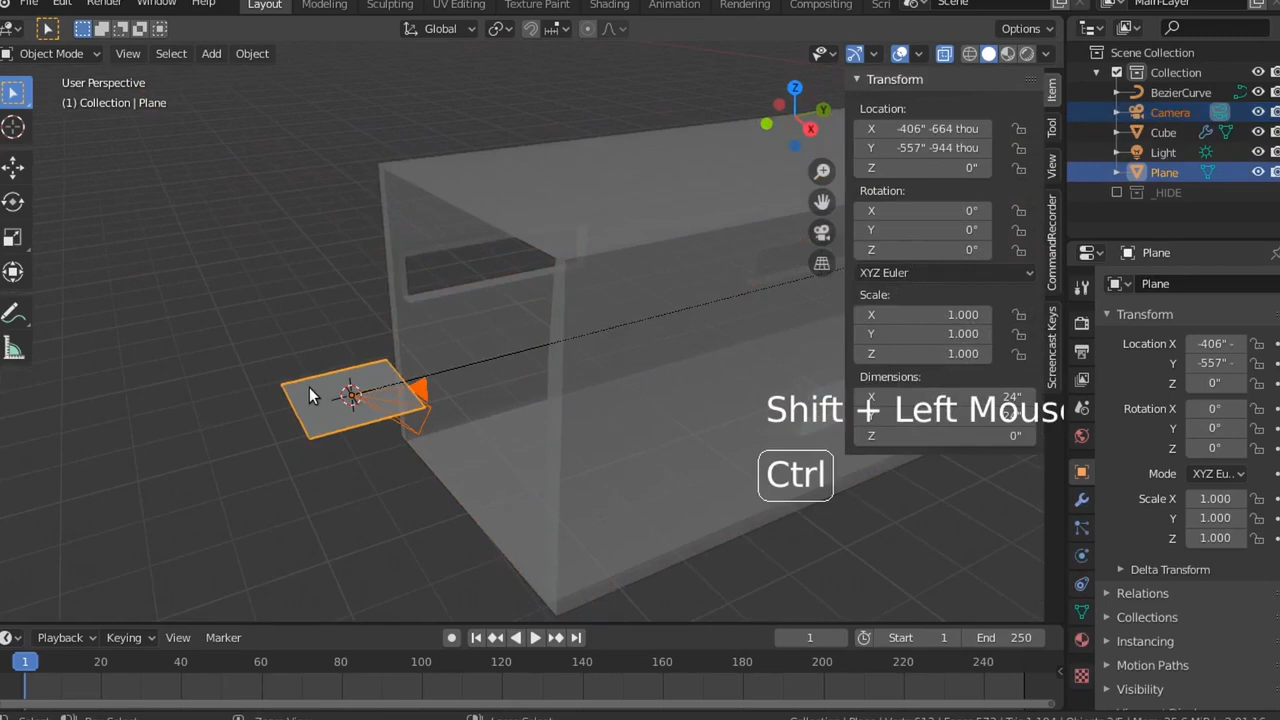 File Edit Render Window Help
Layout Modeling Sculpting UV Editing Texture Paint Shading Animation Rendering Compositing Scri Scene Main-Layer
Global Options
Object Mode View Select Add Object
User Perspective
(1) Collection | Plane
Z
Y
X
Transform
Location:
X -406" -664 thou
Y -557" -944 thou
Z 0"
Rotation:
X 0°
Y 0°
Z 0°
XYZ Euler
Scale:
X 1.000
Y 1.000
Z 1.000
Dimensions:
X 24"
Z 0"
Item
Tool
View
CommandRecorder
Screencast Keys
Shift + Left Mouse
Ctrl
Scene Collection
Collection
BezierCurve
Camera
Cube
Light
Plane
_HIDE
Plane
Plane
Transform
Location X -406" -
Y -557" -
Z 0"
Rotation X 0°
Y 0°
Z 0°
Mode XYZ Eu..
Scale X 1.000
Y 1.000
Z 1.000
Delta Transform
Relations
Collections
Instancing
Motion Paths
Visibility
Playback Keying View Marker 1 Start 1 End 250
1 20 40 60 80 100 120 140 160 180 200 220 240